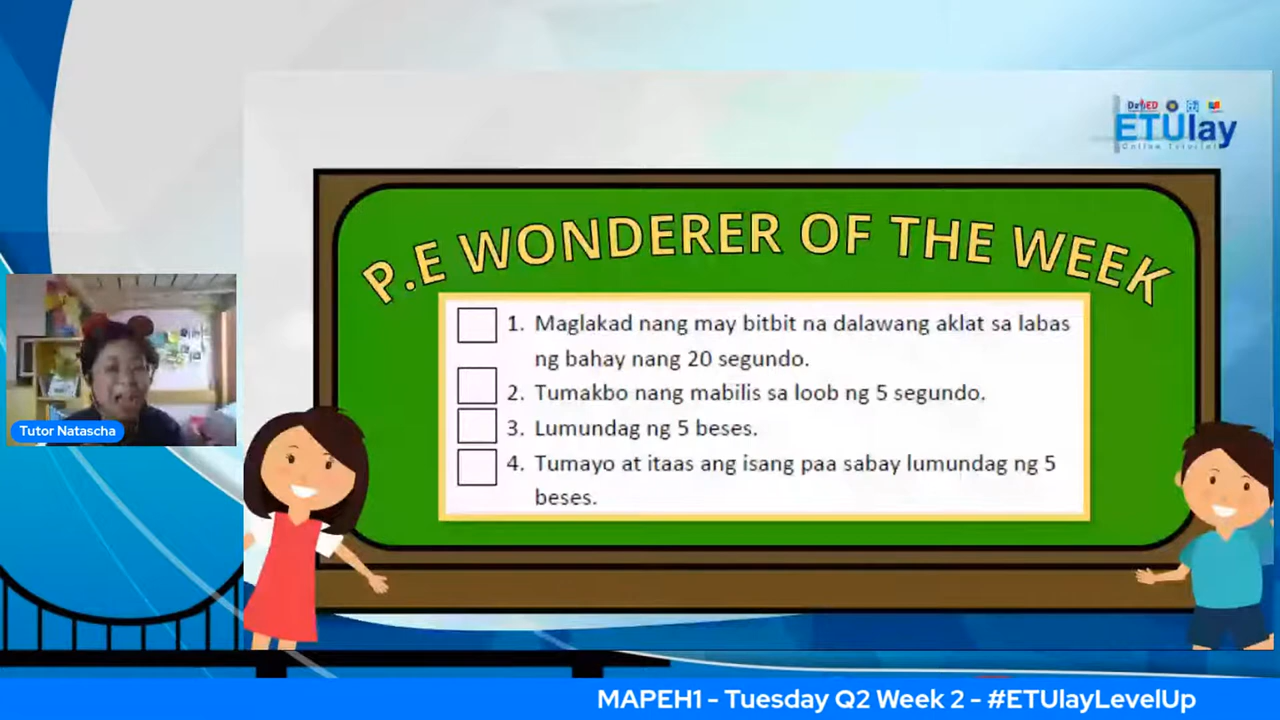 DepED
ETUlay
Online Tutorial
P.E WONDERER OF THE WEEK
1. Maglakad nang may bitbit na dalawang aklat sa labas
ng bahay nang 20 segundo.
2. Tumakbo nang mabilis sa loob ng 5 segundo.
3. Lumundag ng 5 beses.
4. Tumayo at itaas ang isang paa sabay lumundag ng 5
beses.
Tutor Natascha
MAPEH1 - Tuesday Q2 Week 2 - #ETUlayLevelUp